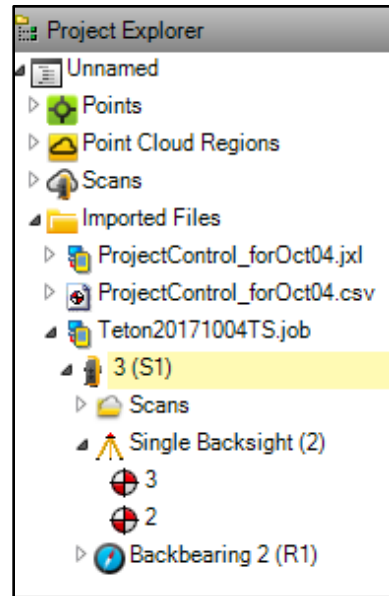 Project Explorer
Unnamed
Points
Point Cloud Regions
Scans
Imported Files
ProjectControl_forOct04.jxl
ProjectControl_forOct04.csv
Teton20171004TS.job
3 (S1)
Scans
Single Backsight (2)
3
2
Backbearing 2 (R1)